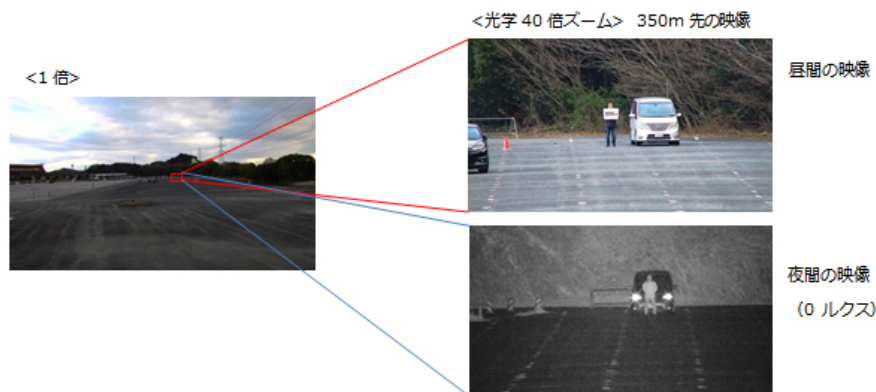 <光学 40 倍ズーム> 350m 先の映像
<1 倍>
昼間の映像
夜間の映像
(0 ルクス)